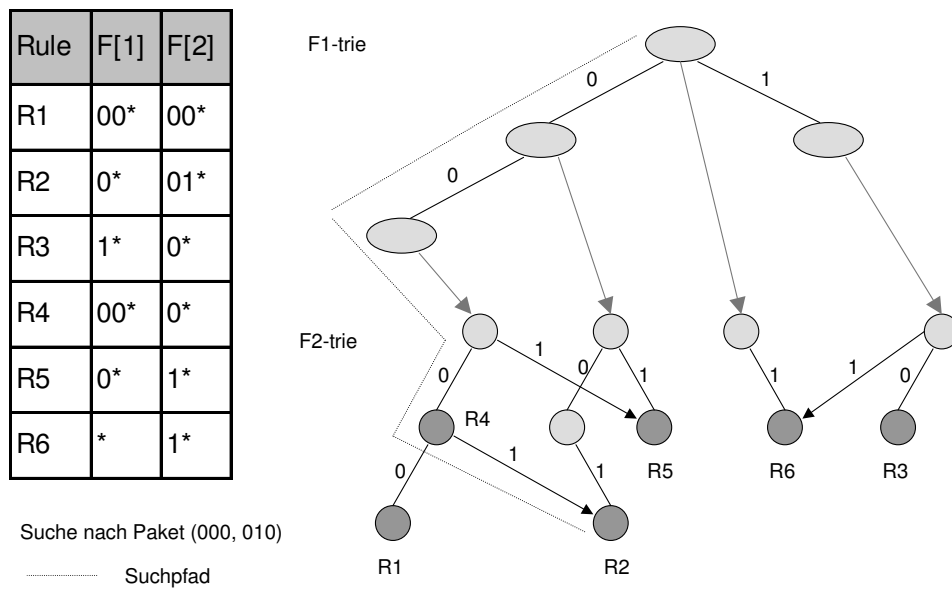 Rule F[1] F[2]
R1 00* 00*
R2 0* 01*
R3 1* 0*
R4 00* 0*
R5 0* 1*
R6 * 1*
Suche nach Paket (000, 010)
Suchpfad
F1-trie
0 1
0
F2-trie
0 1 0 1 1 1 0
R4
0 1 1
R5 R6 R3
R1 R2